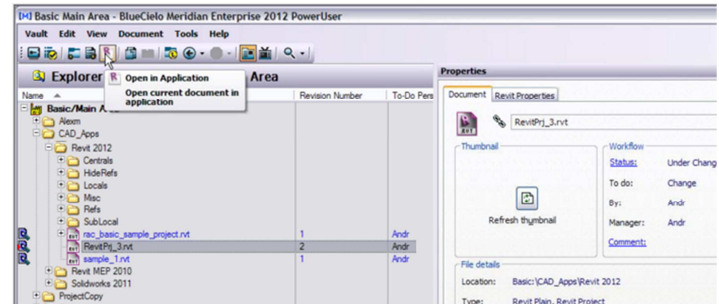 [M] Basic Main Area - BlueCielo Meridian Enterprise 2012 PowerUser
Vault Edit View Document Tools Help
Explorer Area
Open in Application
Open current document in
application
Name Revision Number To-Do Pers
Basic/Main A
Alexm
CAD_Apps
Revit 2012
Centrals
HideRefs
Locals
Misc
Refs
SubLocal
rac_basic_sample_project.rvt 1 Andr
RevitPrj_3.rvt 2 Andr
sample_1.rvt 1 Andr
Revit MEP 2010
Solidworks 2011
ProjectCopy
Properties
Document Revit Properties
RVT RevitPrj_3.rvt
Thumbnail
Refresh thumbnail
Workflow
Status: Under Chang
To do: Change
By: Andr
Manager: Andr
Comment:
File details
Location: Basic:\CAD_Apps\Revit 2012
Type: Revit Plain, Revit Project